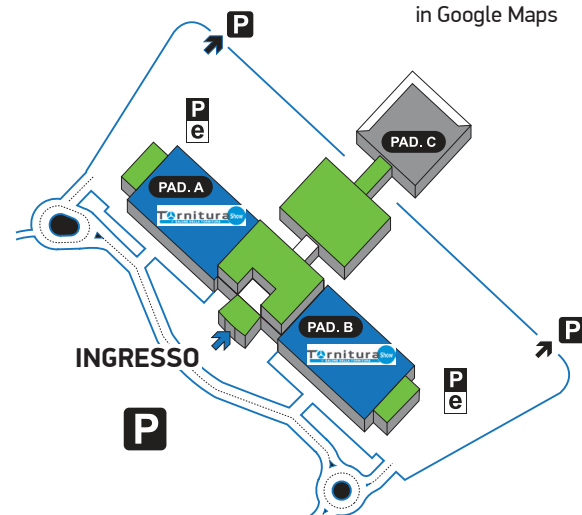 in Google Maps
P
P
e
PAD. C
PAD. A
Tornitura Show
PAD. B
Tornitura Show
INGRESSO
P
P
e
P